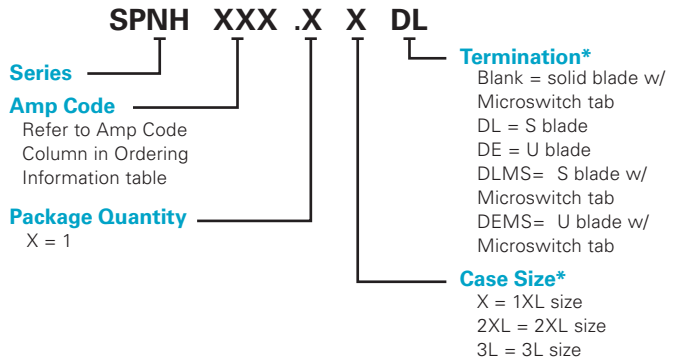 SPNH XXX .X X DL
Series
Amp Code
Refer to Amp Code
Column in Ordering
Information table
Package Quantity
X = 1
Termination*
Blank = solid blade w/
Microswitch tab
DL = S blade
DE = U blade
DLMS= S blade w/
Microswitch tab
DEMS= U blade w/
Microswitch tab
Case Size*
X = 1XL size
2XL = 2XL size
3L = 3L size